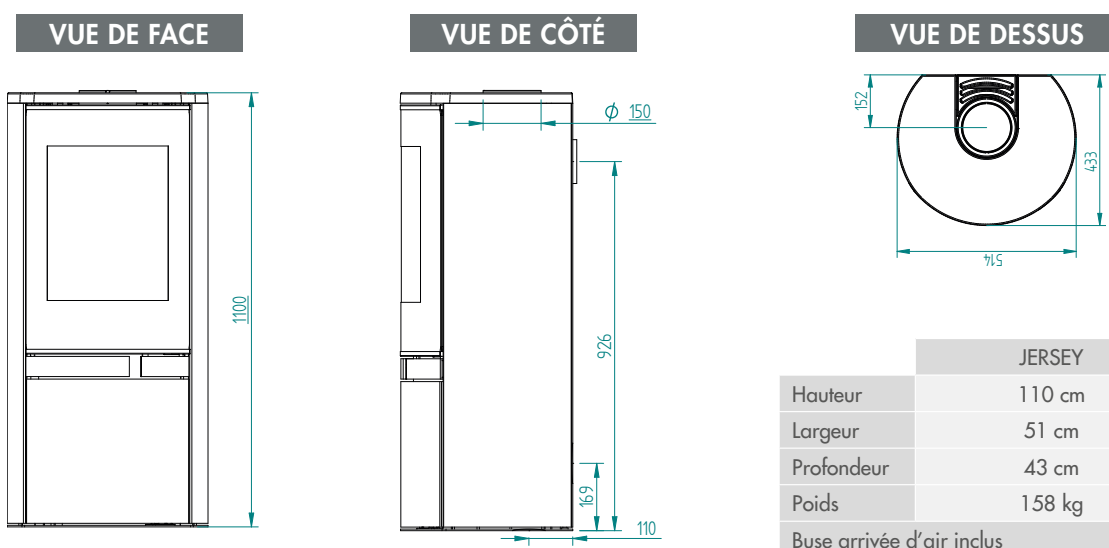 VUE DE FACE
VUE DE CÔTÉ
VUE DE DESSUS
1100
ϕ 150
926
169
110
152
433
514
JERSEY
Hauteur 110 cm
Largeur 51 cm
Profondeur 43 cm
Poids 158 kg
Buse arrivée d'air inclus